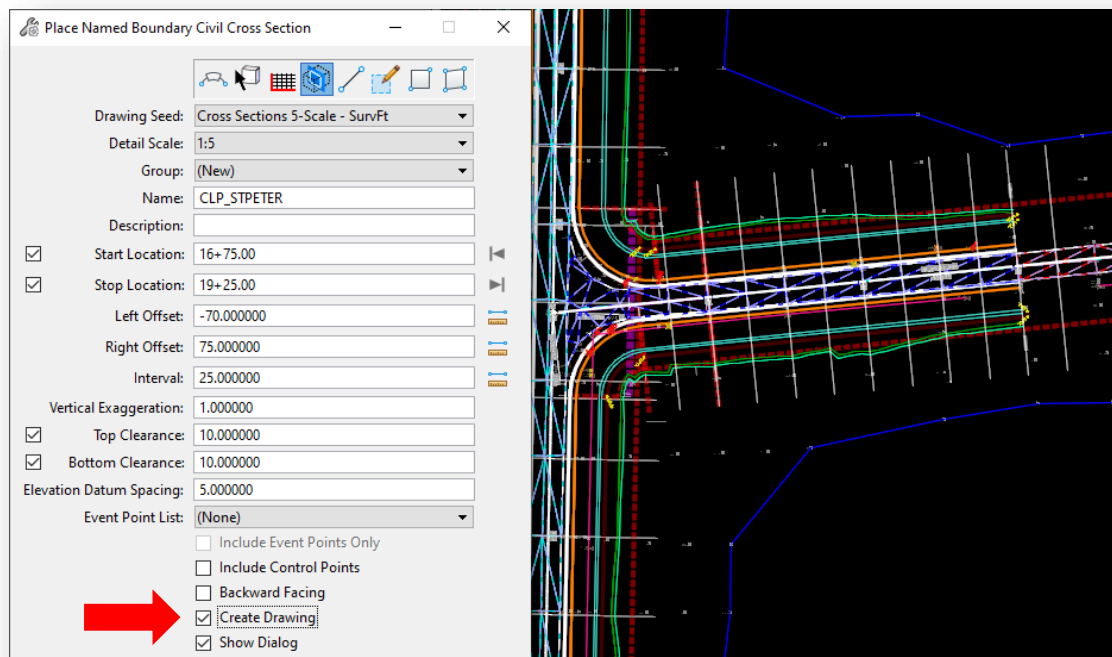 Place Named Boundary Civil Cross Section
Drawing Seed: Cross Sections 5-Scale - SurvFt
Detail Scale: 1:5
Group: (New)
Name: CLP_STPETER
Description:
Start Location: 16+75.00
Stop Location: 19+25.00
Left Offset: -70.000000
Right Offset: 75.000000
Interval: 25.000000
Vertical Exaggeration: 1.000000
Top Clearance: 10.000000
Bottom Clearance: 10.000000
Elevation Datum Spacing: 5.000000
Event Point List: (None)
Include Event Points Only
Include Control Points
Backward Facing
Create Drawing
Show Dialog